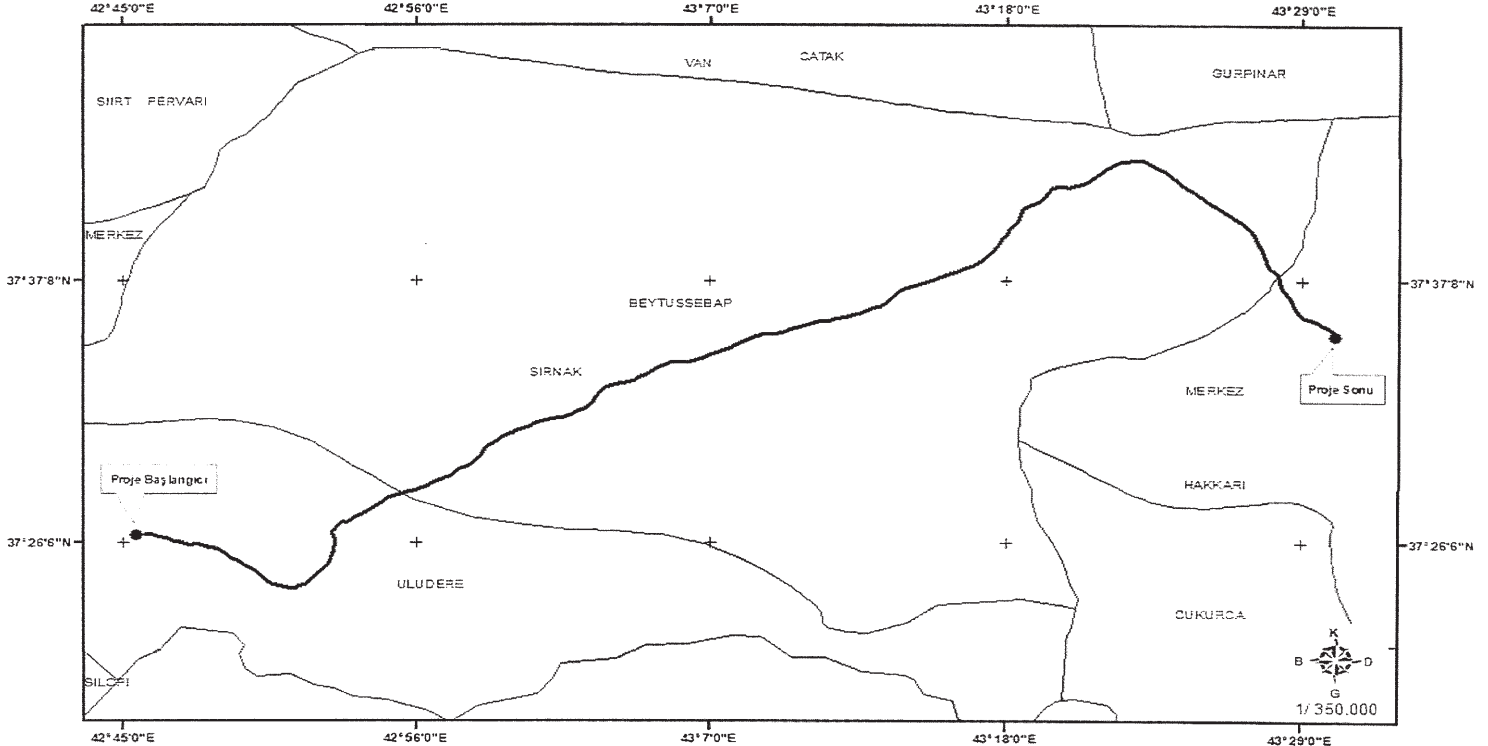 42°45'0"E 42°56'0"E 43°7'0"E 43°18'0"E 43°29'0"E
VAN CATAK
GURPINAR
SIIRT PERVARI
MERKEZ
37°37'8"N 37°37'8"N
BEYTUSSEBAP
SIRNAK
MERKEZ
Proje Sonu
Proje Başlangıcı
HAKKARI
37°26'6"N 37°26'6"N
ULUDERE
CUKURCA
K
B D
G
SILOPI
1/350.000
42°45'0"E 42°56'0"E 43°7'0"E 43°18'0"E 43°29'0"E